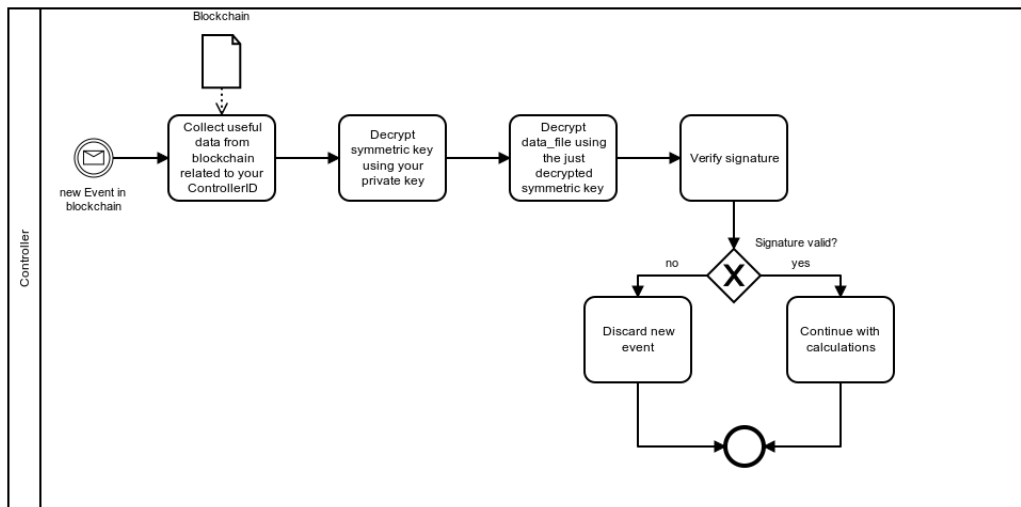 Blockchain
Collect useful
data from
blockchain
related to your
ControllerID
Decrypt
symmetric key
using your
private key
Decrypt
data_file using
the just
decrypted
symmetric key
Verify signature
new Event in
blockchain
Controller
Signature valid?
no
yes
Discard new
event
Continue with
calculations